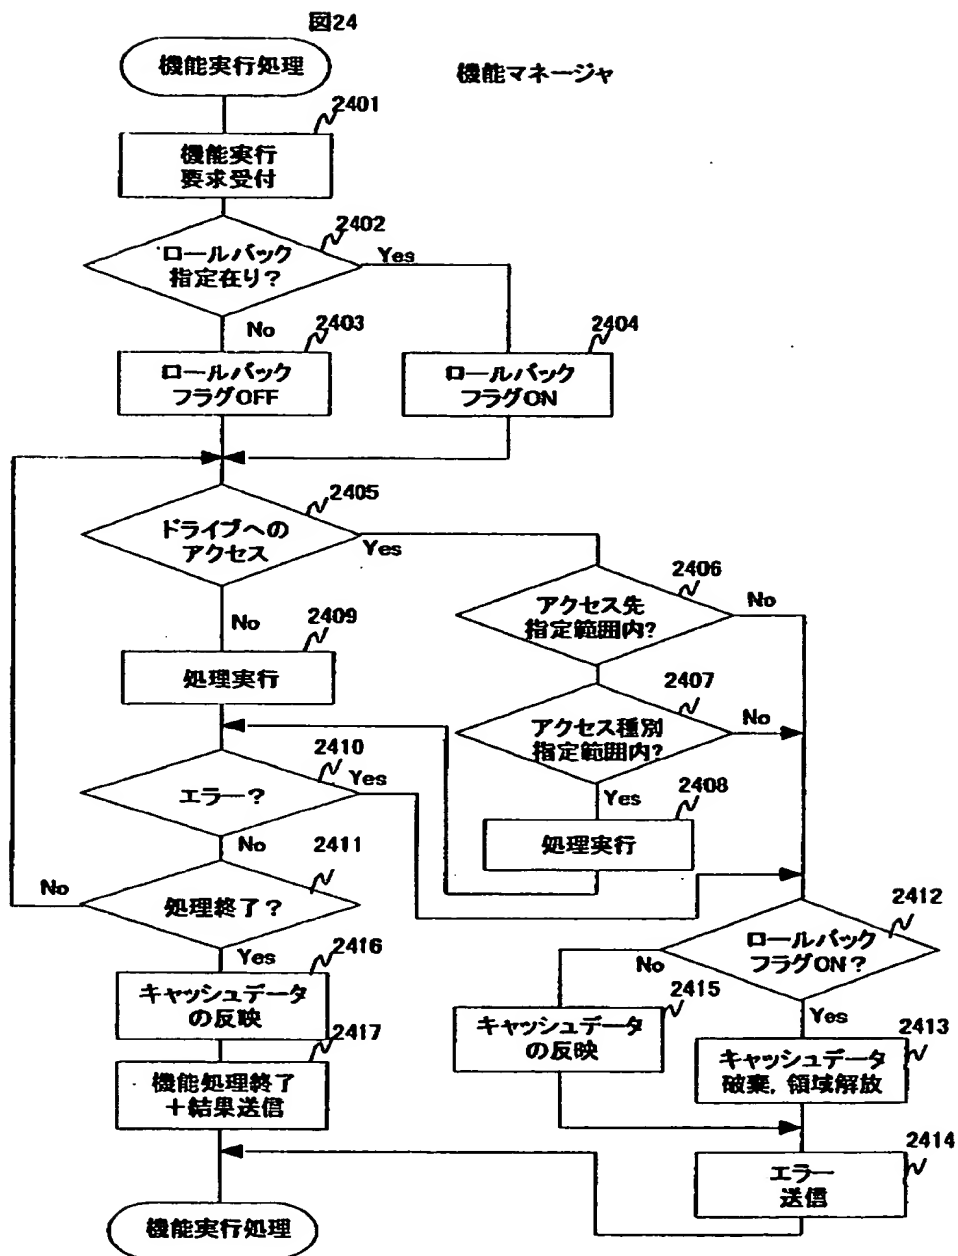 図24
機能実行処理
機能マネージャ
2401
機能実行
要求受付
2402
ロールバック
指定在り？
Yes
No
2403
ロールバック
フラグOFF
2404
ロールバック
フラグON
2405
ドライブへの
アクセス
Yes
No
2406
アクセス先
指定範囲内?
No
2409
処理実行
2407
アクセス種別
指定範囲内?
No
Yes
2408
処理実行
2410
エラー？
Yes
No
2411
処理終了？
No
Yes
2412
ロールバック
フラグON？
No
Yes
2416
キャッシュデータ
の反映
2415
キャッシュデータ
の反映
2413
キャッシュデータ
破棄，領域解放
2417
機能処理終了
＋結果送信
2414
エラー
送信
機能実行処理